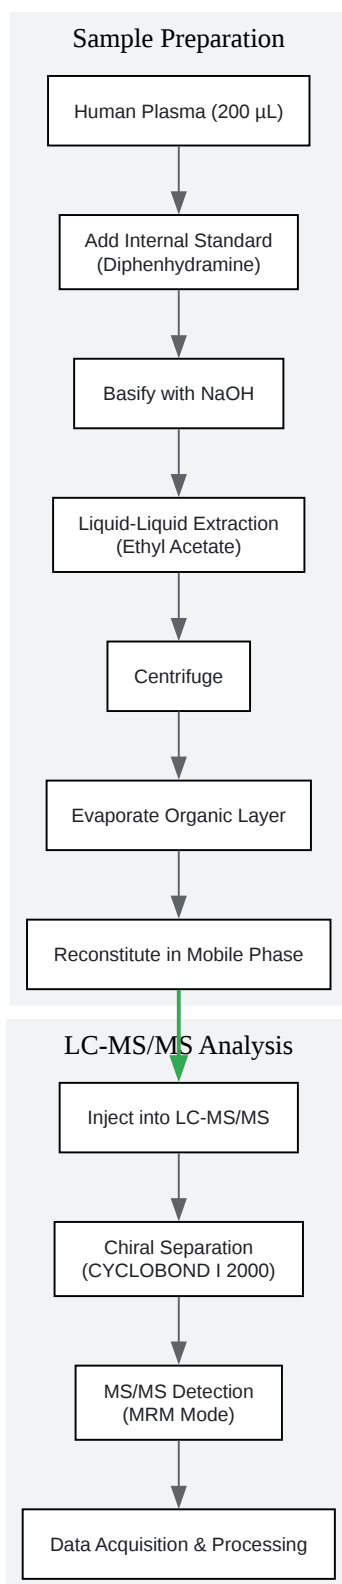 Sample Preparation
Human Plasma (200 µL)
Add Internal Standard
(Diphenhydramine)
Basify with NaOH
Liquid-Liquid Extraction
(Ethyl Acetate)
Centrifuge
Evaporate Organic Layer
Reconstitute in Mobile Phase
LC-MS/MS Analysis
Inject into LC-MS/MS
Chiral Separation
(CYCLOBOND I 2000)
MS/MS Detection
(MRM Mode)
Data Acquisition & Processing